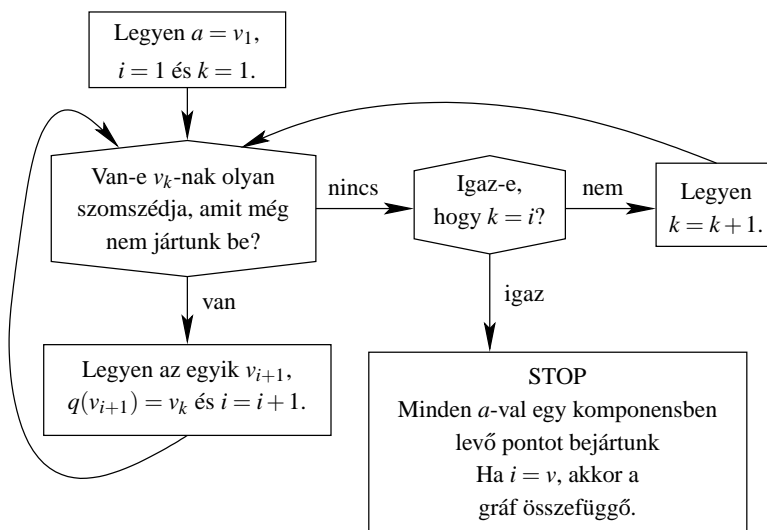 Legyen a = v₁,
i = 1 és k = 1.
Van-e vₖ-nak olyan
szomszédja, amit még
nem jártunk be?
nincs
Igaz-e,
hogy k = i?
nem
Legyen
k = k + 1.
van
igaz
Legyen az egyik vᵢ₊₁,
q(vᵢ₊₁) = vₖ és i = i + 1.
STOP
Minden a-val egy komponensben
levő pontot bejártunk
Ha i = v, akkor a
gráf összefüggő.